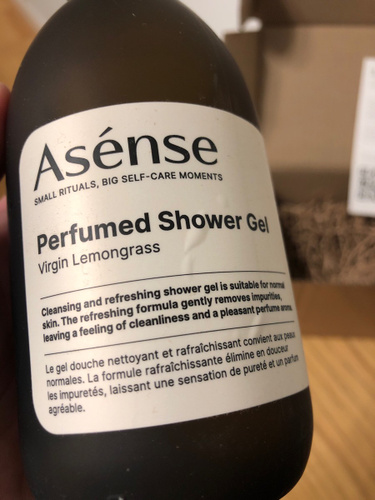 Asénse
SMALL RITUALS, BIG SELF-CARE MOMENTS
Perfumed Shower Gel
Virgin Lemongrass
Cleansing and refreshing shower gel is suitable for normal
skin. The refreshing formula gently removes impurities,
leaving a feeling of cleanliness and a pleasant perfume aroma.
Le gel douche nettoyant et rafraîchissant convient aux peaux
normales. La formule rafraîchissante élimine en douceur
les impuretés, laissant une sensation de pureté et un parfum
agréable.